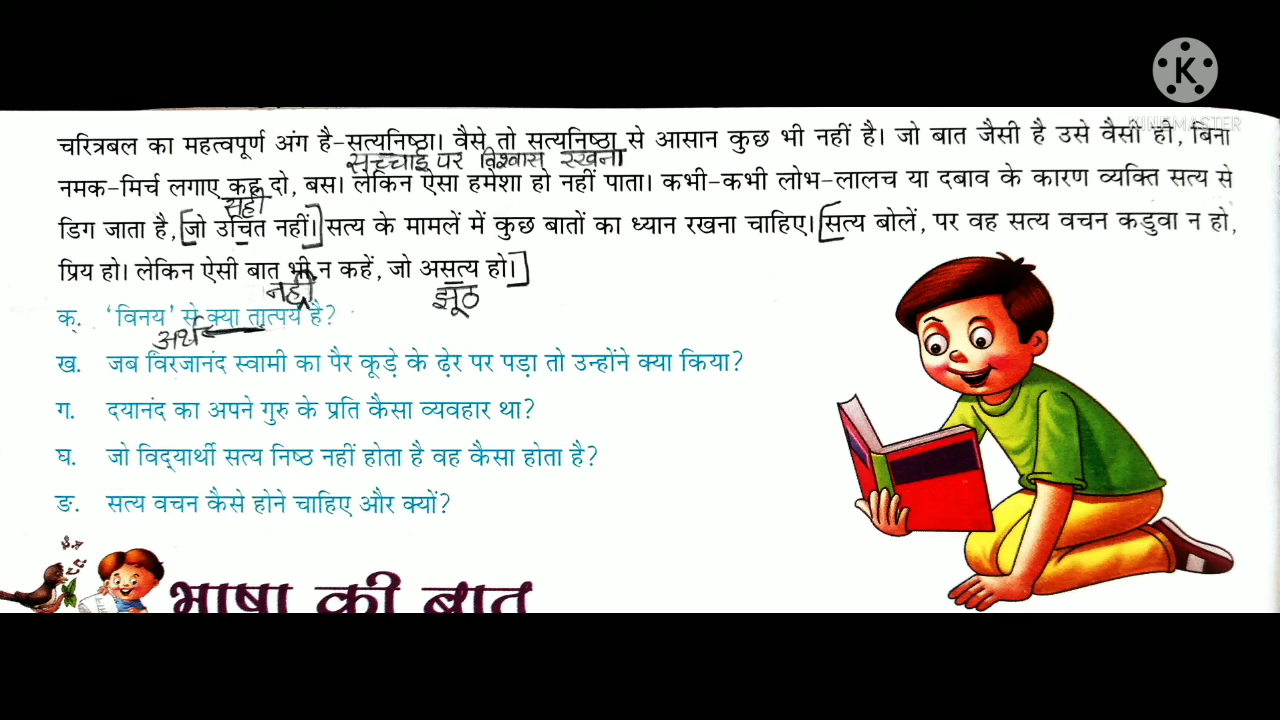 K
KINEMASTER
चरित्रबल का महत्वपूर्ण अंग है-सत्यनिष्ठा। वैसे तो सत्यनिष्ठा से आसान कुछ भी नहीं है। जो बात जैसी है उसे वैसी ही, बिना
सच्चाई पर विश्वास रखना
नमक-मिर्च लगाए कह दो, बस। लेकिन ऐसा हमेशा हो नहीं पाता। कभी-कभी लोभ-लालच या दबाव के कारण व्यक्ति सत्य से
सही
डिग जाता है, [जो उचित नहीं।] सत्य के मामलें में कुछ बातों का ध्यान रखना चाहिए। [सत्य बोलें, पर वह सत्य वचन कडुवा न हो,
प्रिय हो। लेकिन ऐसी बात भी न कहें, जो असत्य हो।]
नहीं झूठ
क. 'विनय' से क्या तात्पर्य है?
अर्थ
ख. जब विरजानंद स्वामी का पैर कूड़े के ढ़ेर पर पड़ा तो उन्होंने क्या किया?
ग. दयानंद का अपने गुरु के प्रति कैसा व्यवहार था?
घ. जो विद्यार्थी सत्य निष्ठ नहीं होता है वह कैसा होता है?
ङ. सत्य वचन कैसे होने चाहिए और क्यों?
भाषा की बात